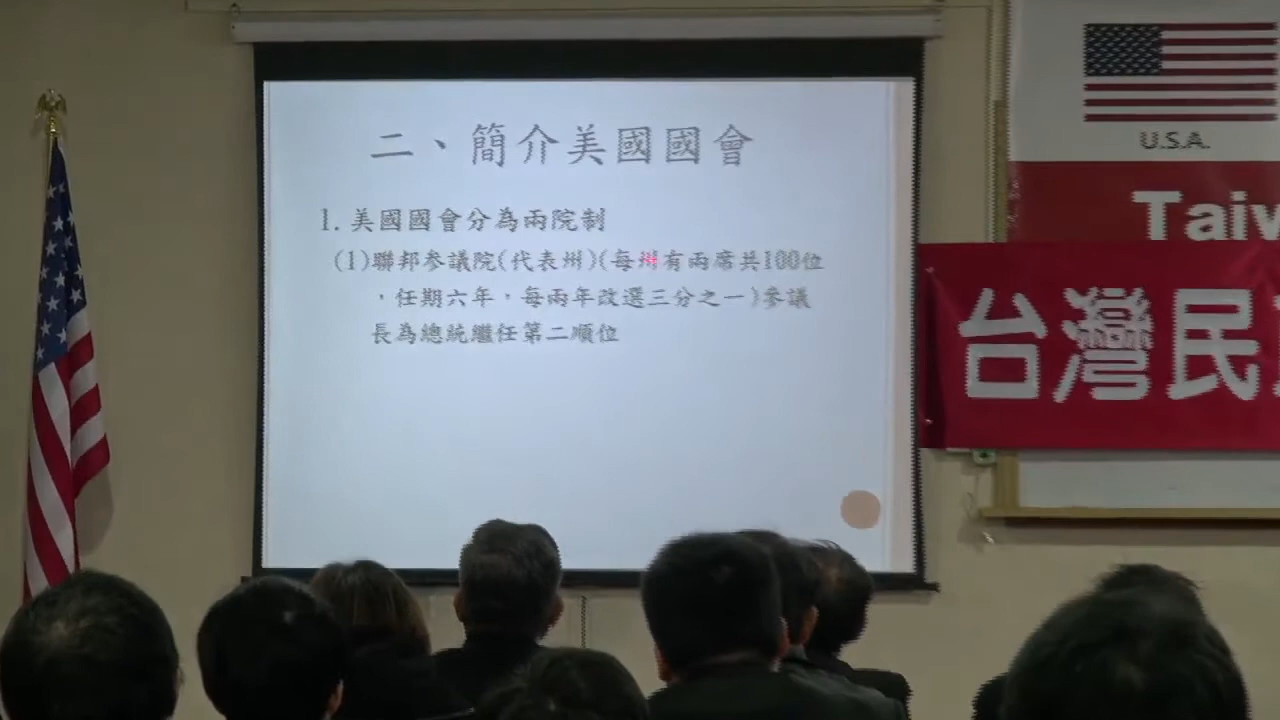 二、簡介美國國會
1. 美國國會分為兩院制
(1)聯邦参議院(代表州)(每州有兩席共100位
，任期六年，每兩年改選三分之一)參議
長為總統繼任第二順位
U.S.A.
Taiw
台灣民